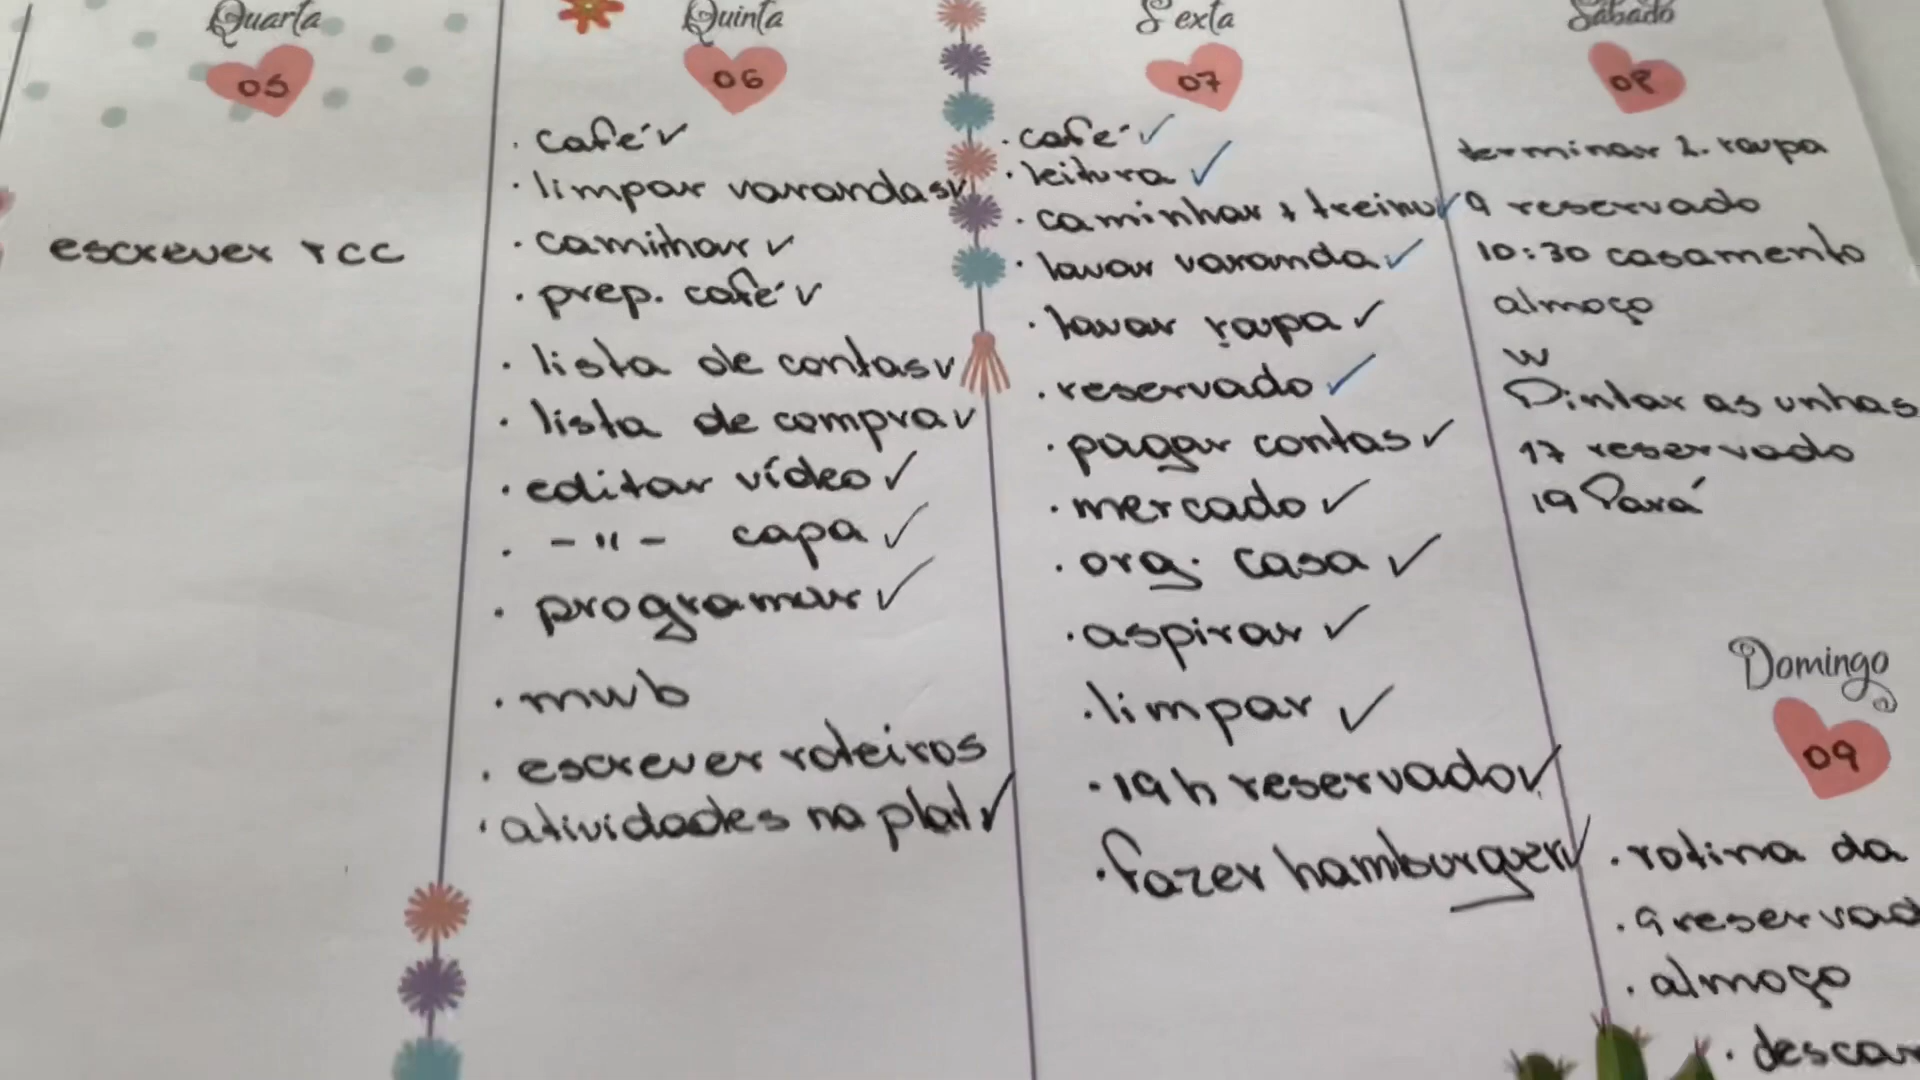 Quarta
05
escrever TCC
Quinta
06
· café ✓
· limpar varandas ✓
· caminhar ✓
· prep. café ✓
· lista de contas ✓
· lista de compra ✓
· editar vídeo ✓
· -"- capa ✓
· programar ✓
· mwb
· escrever roteiros
· atividades na plat ✓
Sexta
07
· café ✓
· leitura ✓
· caminhar + treino ✓
· lavar varanda ✓
· lavar roupa ✓
· reservado ✓
· pagar contas ✓
· mercado ✓
· org. casa ✓
· aspirar ✓
· limpar ✓
· 19h reservado ✓
· fazer hamburguer ✓
Sábado
08
terminar l. roupa
9 reservado
10:30 casamento
almoço
w
Pintar as unhas
17 reservado
19 Pará
Domingo
09
· rotina da
· 9 reservad
· almoço
· descan